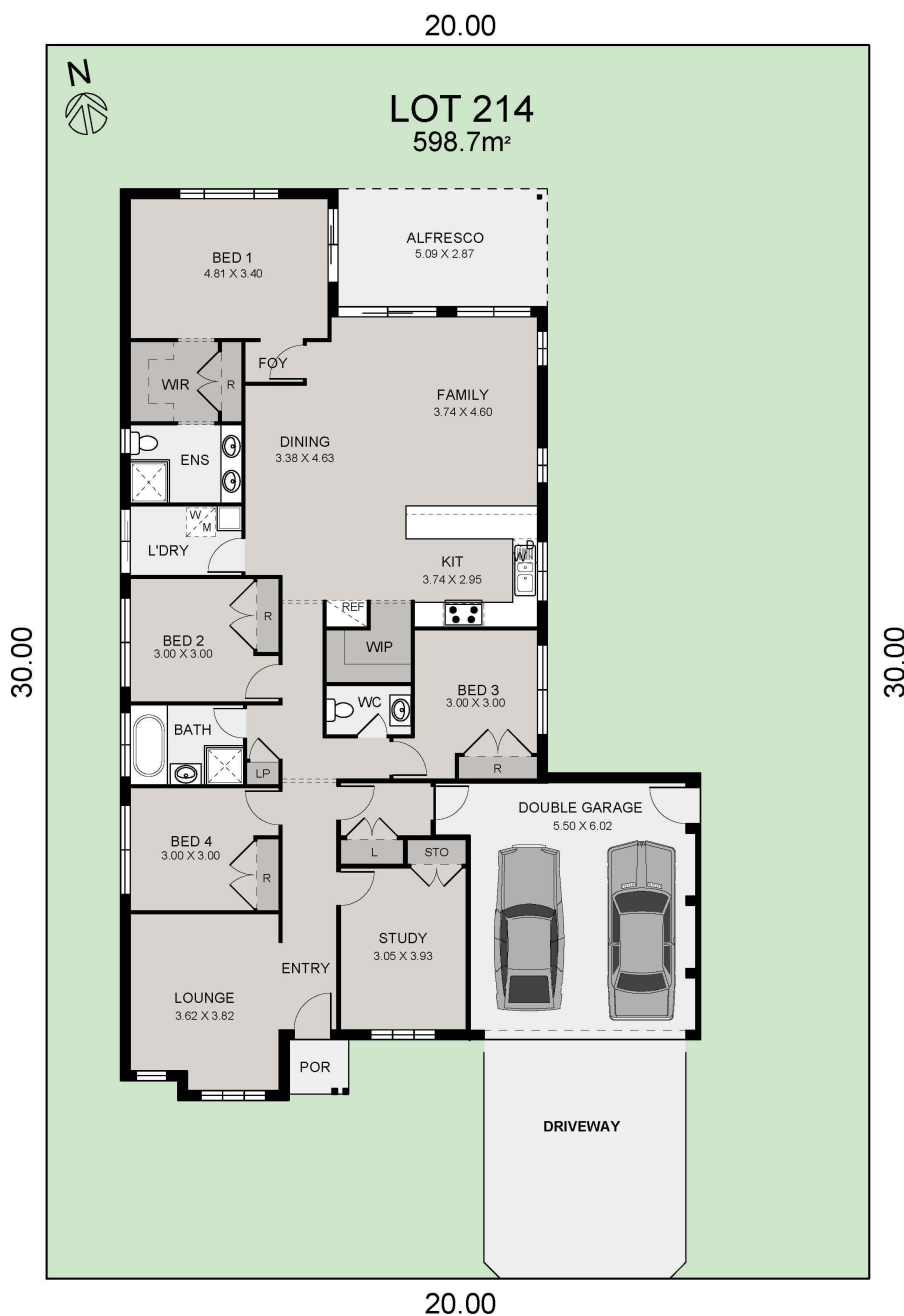 20.00
N
LOT 214
598.7m²
ALFRESCO
5.09 X 2.87
BED 1
4.81 X 3.40
FOY
WIR
R
FAMILY
3.74 X 4.60
DINING
3.38 X 4.63
ENS
W
M
L'DRY
D
W
KIT
3.74 X 2.95
REF
R
BED 2
3.00 X 3.00
WIP
30.00
30.00
WC
BED 3
3.00 X 3.00
BATH
LP
R
DOUBLE GARAGE
5.50 X 6.02
BED 4
3.00 X 3.00
L
STO
R
STUDY
3.05 X 3.93
ENTRY
LOUNGE
3.62 X 3.82
POR
DRIVEWAY
20.00